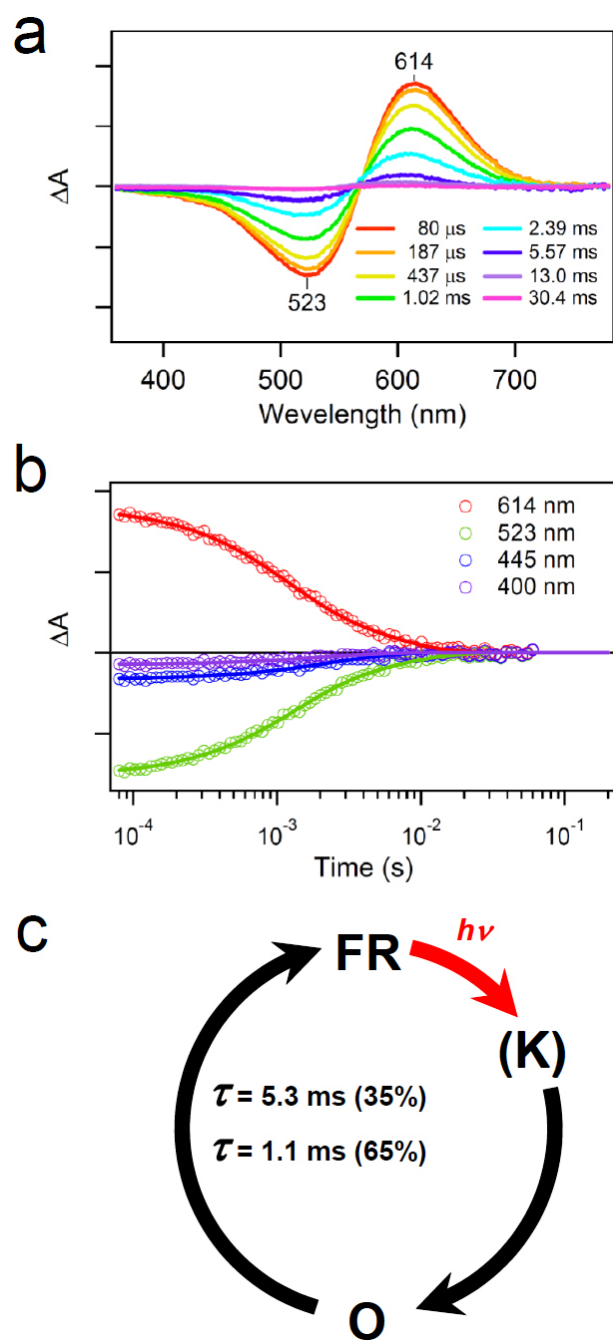 a
614
ΔA
523
80 μs
187 μs
437 μs
1.02 ms
2.39 ms
5.57 ms
13.0 ms
30.4 ms
400 500 600 700
Wevelength (nm)
b
614 nm
523 nm
445 nm
400 nm
ΔA
10⁻⁴ 10⁻³ 10⁻² 10⁻¹
Time (s)
c
hν
FR
(K)
τ = 5.3 ms (35%)
τ = 1.1 ms (65%)
O